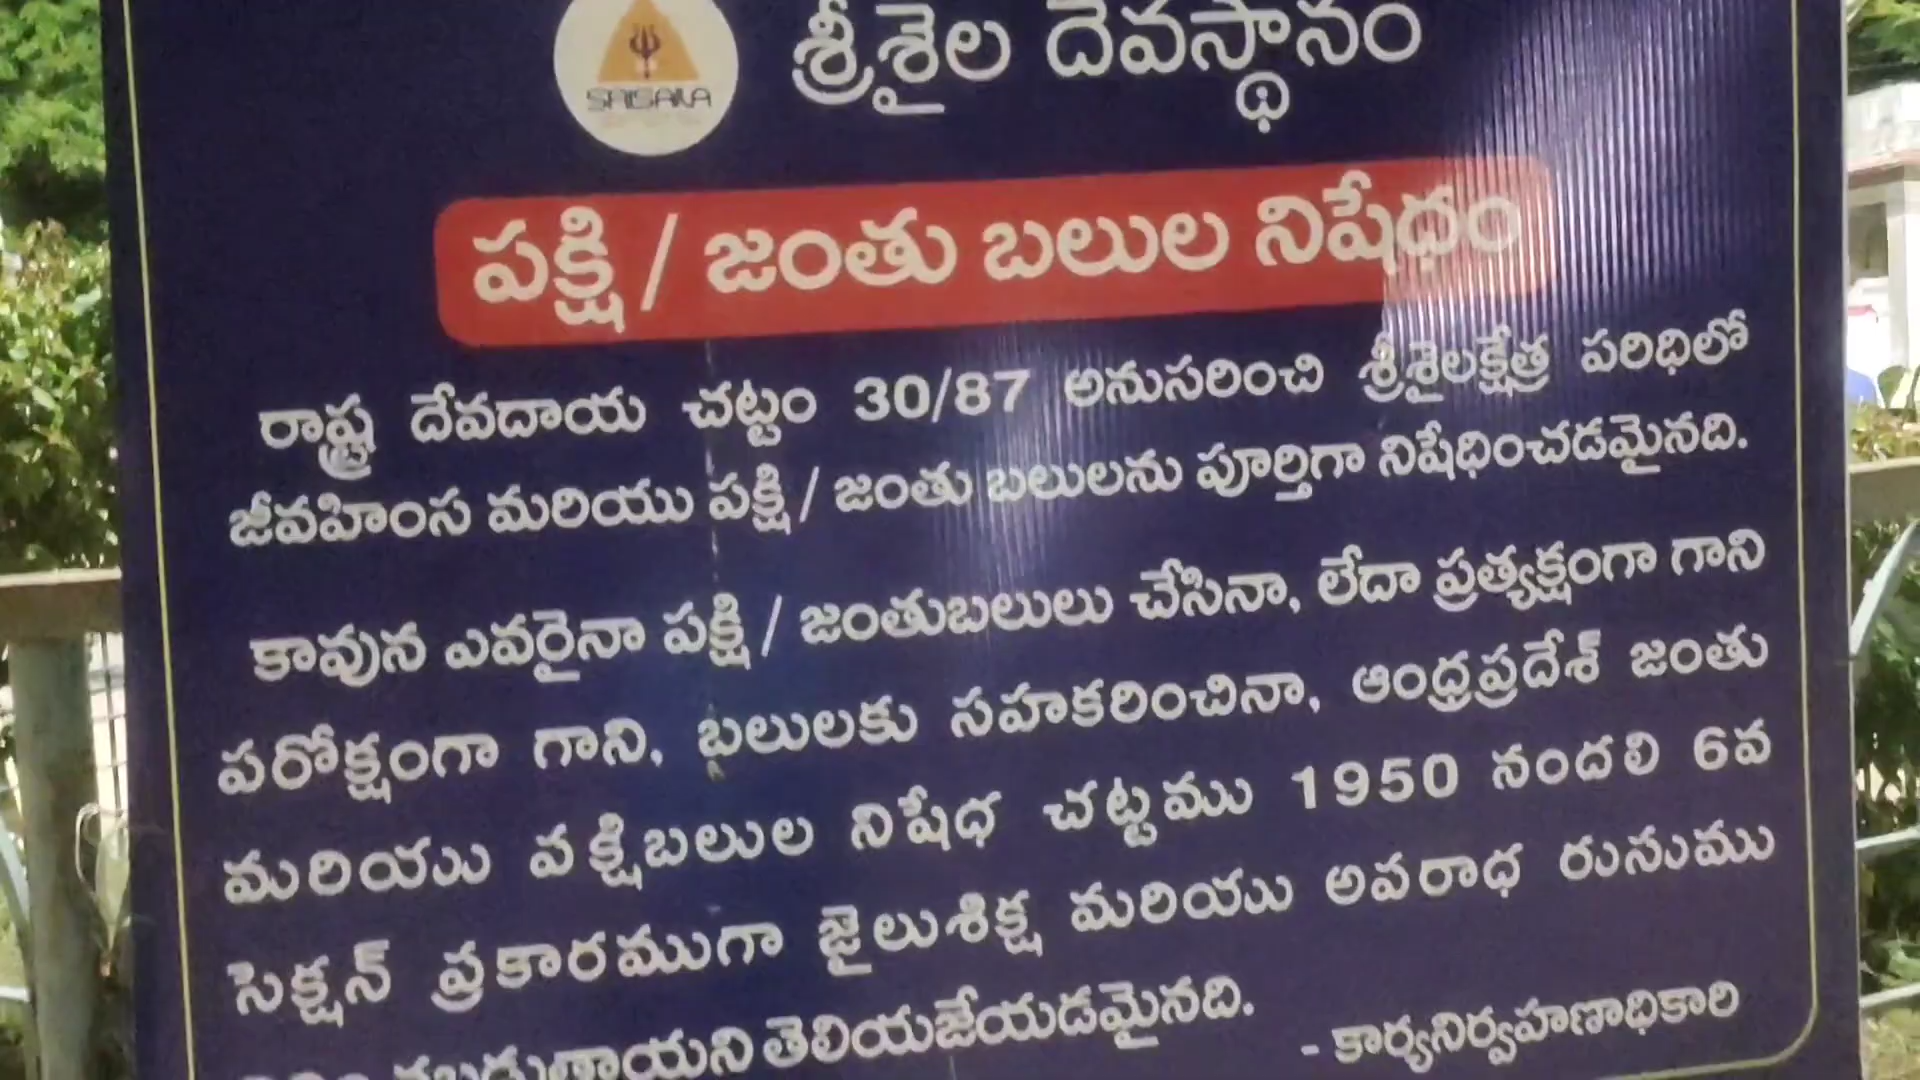 శ్రీశైల దేవస్థానం
SRISAILA
పక్షి / జంతు బలుల నిషేధం
రాష్ట్ర దేవదాయ చట్టం 30/87 అనుసరించి శ్రీశైలక్షేత్ర పరిధిలో
జీవహింస మరియు పక్షి / జంతు బలులను పూర్తిగా నిషేధించడమైనది.
కావున ఎవరైనా పక్షి / జంతుబలులు చేసినా, లేదా ప్రత్యక్షంగా గాని
పరోక్షంగా గాని, బలులకు సహకరించినా, ఆంధ్రప్రదేశ్ జంతు
మరియు పక్షిబలుల నిషేధ చట్టము 1950 నందలి 6వ
సెక్షన్ ప్రకారముగా జైలుశిక్ష మరియు అపరాధ రుసుము
తెలియజేయడమైనది.
- కార్యనిర్వహణాధికారి